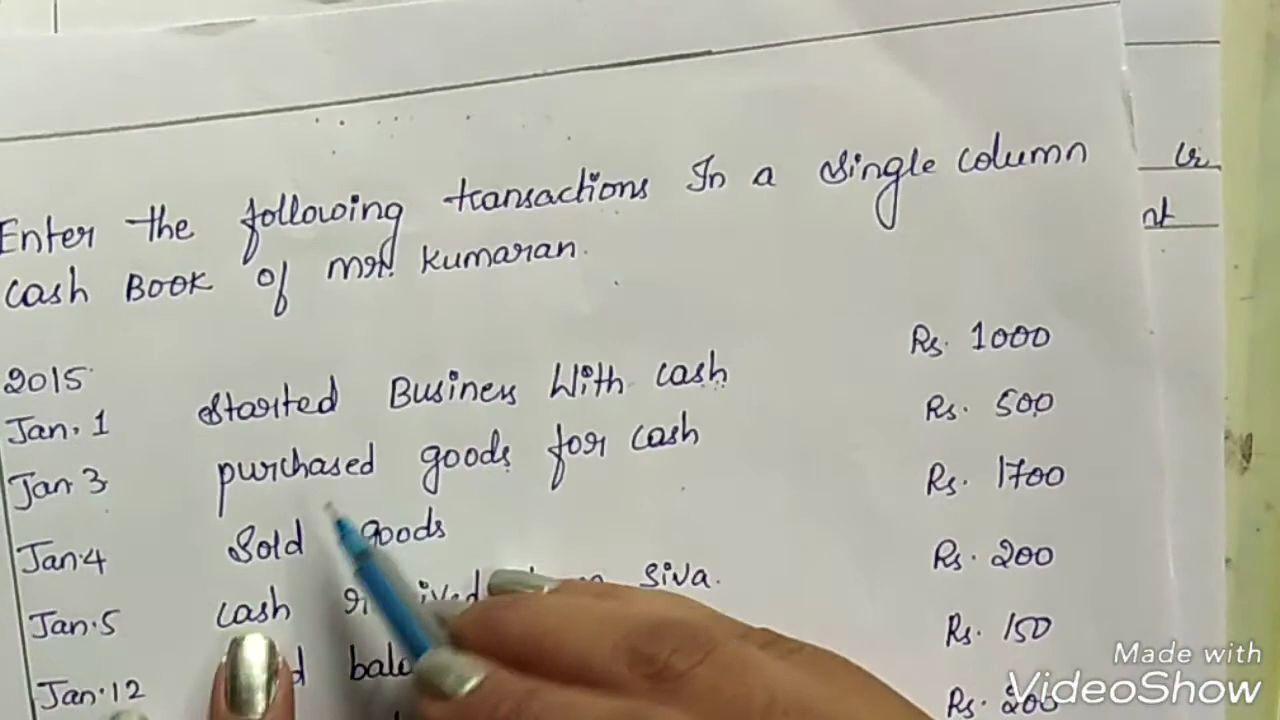 Enter the following transactions In a Single column
Cash BOOK of Mr. Kumaran.
2015
Jan. 1 Started Business With cash Rs. 1000
Jan 3 purchased goods for cash Rs. 500
Jan. 4 Sold goods Rs. 1700
Jan. 5 cash Siva. Rs. 200
Jan. 12 Rs. 150
Rs. 200
Made with
VideoShow